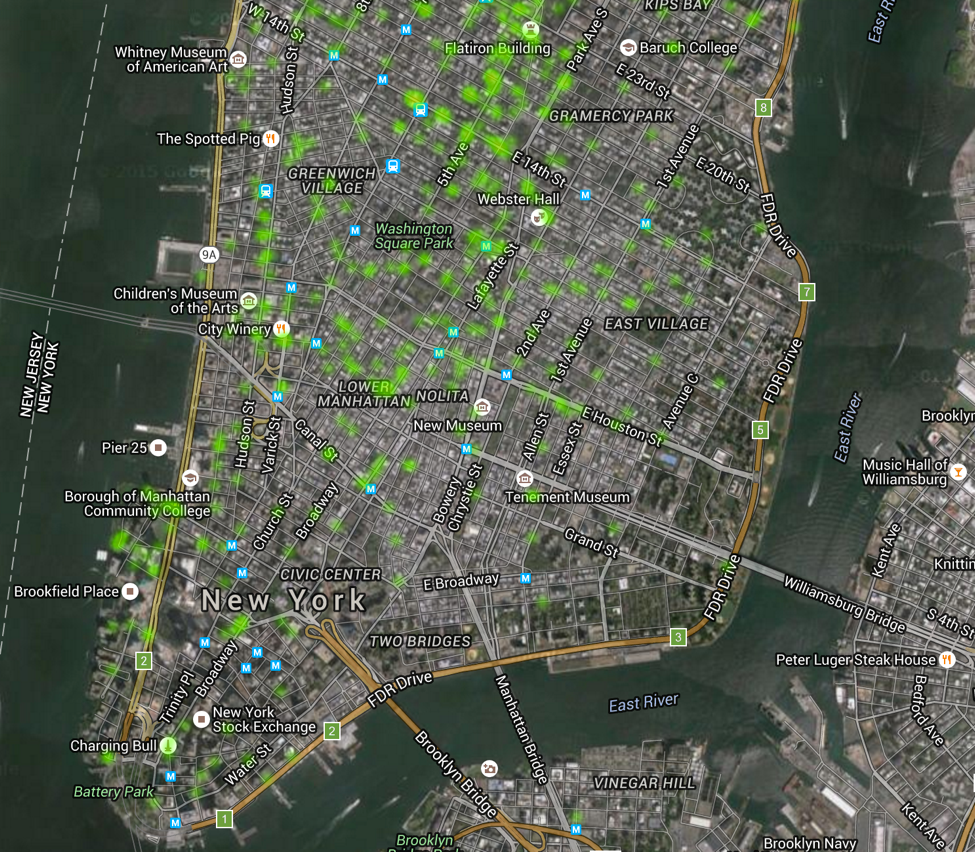 KIPS BAY
East Ri
W 14th St
8t
Whitney Museum
of American Art
M
M
M
Flatiron Building
Park Ave S
Baruch College
E 23rd St
Hudson St
8
GRAMERCY PARK
The Spotted Pig
5th Ave
E 14th St
1st Avenue
E 20th St
GREENWICH
VILLAGE
Webster Hall
M
M
FDR Drive
Washington
Square Park
M
M
9A
Lafayette St
7
Children's Museum
of the Arts
M
City Winery
M
M
M
EAST VILLAGE
2nd Ave
1st Avenue
NEW JERSEY
NEW YORK
FDR Drive
M
LOWER
MANHATTAN
NOLITA
M
Avenue C
New Museum
E Houston St
5
East River
Brooklyn
Hudson St
Varick St
Canal St
Allen St
Essex St
Pier 25
M
Music Hall of
Williamsburg
Borough of Manhattan
Community College
M
Bowery
Chrystie St
Tenement Museum
Church St
Broadway
Grand St
M
Kent Ave
M
Knittin
CIVIC CENTER
E Broadway
M
FDR Drive
Williamsburg Bridge
Brookfield Place
New York
S 4th St
TWO BRIDGES
3
M
M
M
M
2
Peter Luger Steak House
Trinity Pl
Broadway
FDR Drive
Manhattan Bridge
East River
Bedford Ave
New York
Stock Exchange
2
Charging Bull
Water St
Brooklyn Bridge
M
Battery Park
VINEGAR HILL
Kent Ave
M
1
M
Brooklyn
Brooklyn Navy